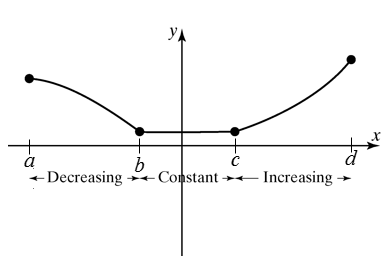 y
x
a b c d
Decreasing Constant Increasing